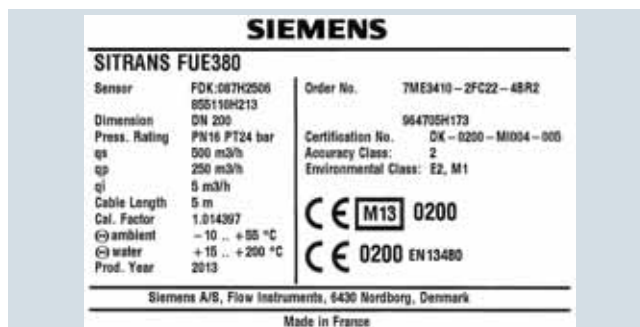 SIEMENS
SITRANS FUE380
Sensor FDK:087H2506
855110H213
Dimension DN 200
Press. Rating PN16 PT24 bar
qs 500 m3/h
qp 250 m3/h
qi 5 m3/h
Cable Length 5 m
Cal. Factor 1.014397
Θ ambient -10 .. +55 °C
Θ water +15 .. +200 °C
Prod. Year 2013
Order No. 7ME3410-2FC22-4BR2
964705H173
Certification No. DK-0200-MI004-005
Accuracy Class: 2
Environmental Class: E2, M1
CE M13 0200
CE 0200 EN13480
Siemens A/S, Flow Instruments, 6430 Nordborg, Denmark
Made in France